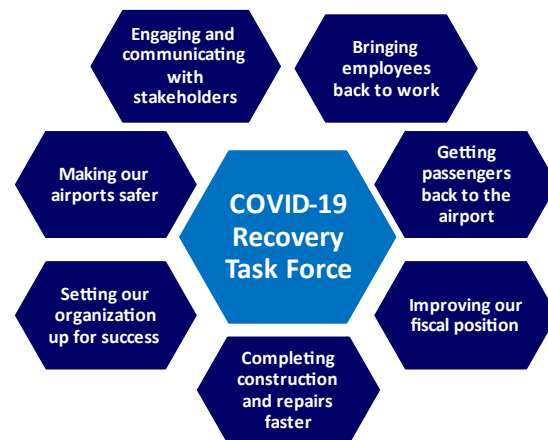 Engaging and
communicating
with
stakeholders
Bringing
employees
back to work
Making our
airports safer
COVID-19
Recovery
Task Force
Getting
passengers
back to the
airport
Setting our
organization
up for success
Improving our
fiscal position
Completing
construction
and repairs
faster